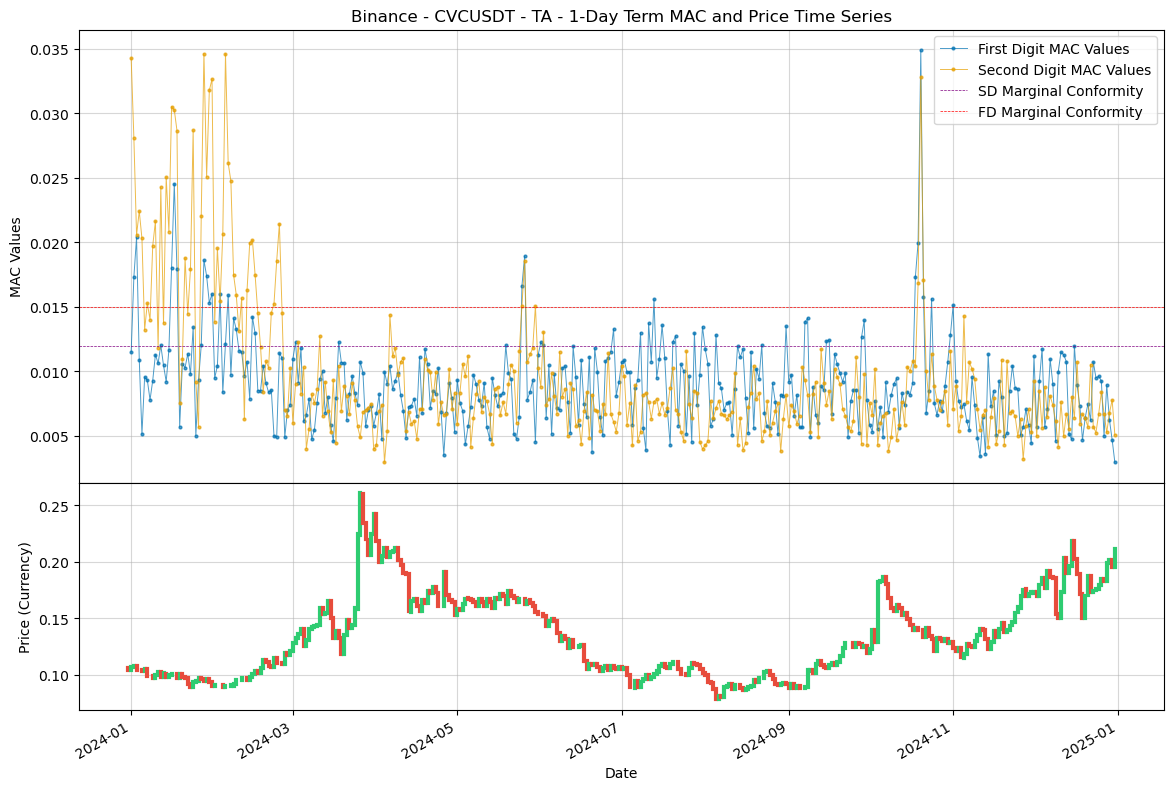 Binance - CVCUSDT - TA - 1-Day Term MAC and Price Time Series
First Digit MAC Values
Second Digit MAC Values
SD Marginal Conformity
FD Marginal Conformity
MAC Values
0.035
0.030
0.025
0.020
0.015
0.010
0.005
Price (Currency)
0.25
0.20
0.15
0.10
2024-01
2024-03
2024-05
2024-07
2024-09
2024-11
2025-01
Date